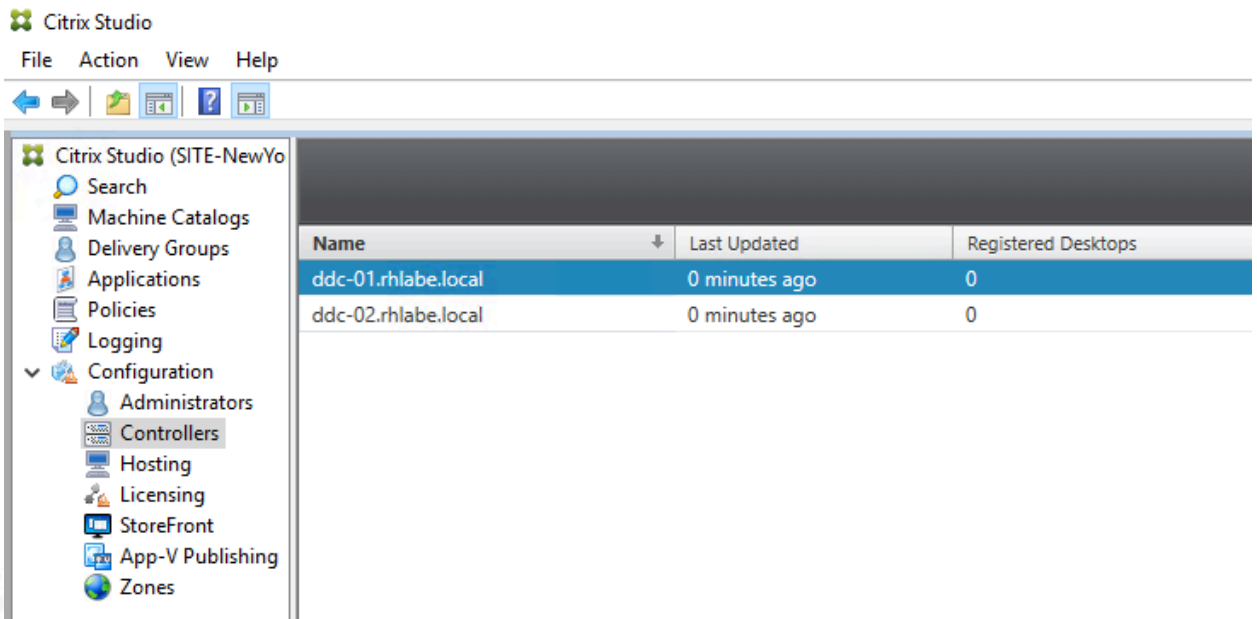 Citrix Studio
File Action View Help
Citrix Studio (SITE-NewYo
Search
Machine Catalogs
Delivery Groups
Applications
Policies
Logging
Configuration
Administrators
Controllers
Hosting
Licensing
StoreFront
App-V Publishing
Zones
Name Last Updated Registered Desktops
ddc-01.rhlabe.local 0 minutes ago 0
ddc-02.rhlabe.local 0 minutes ago 0